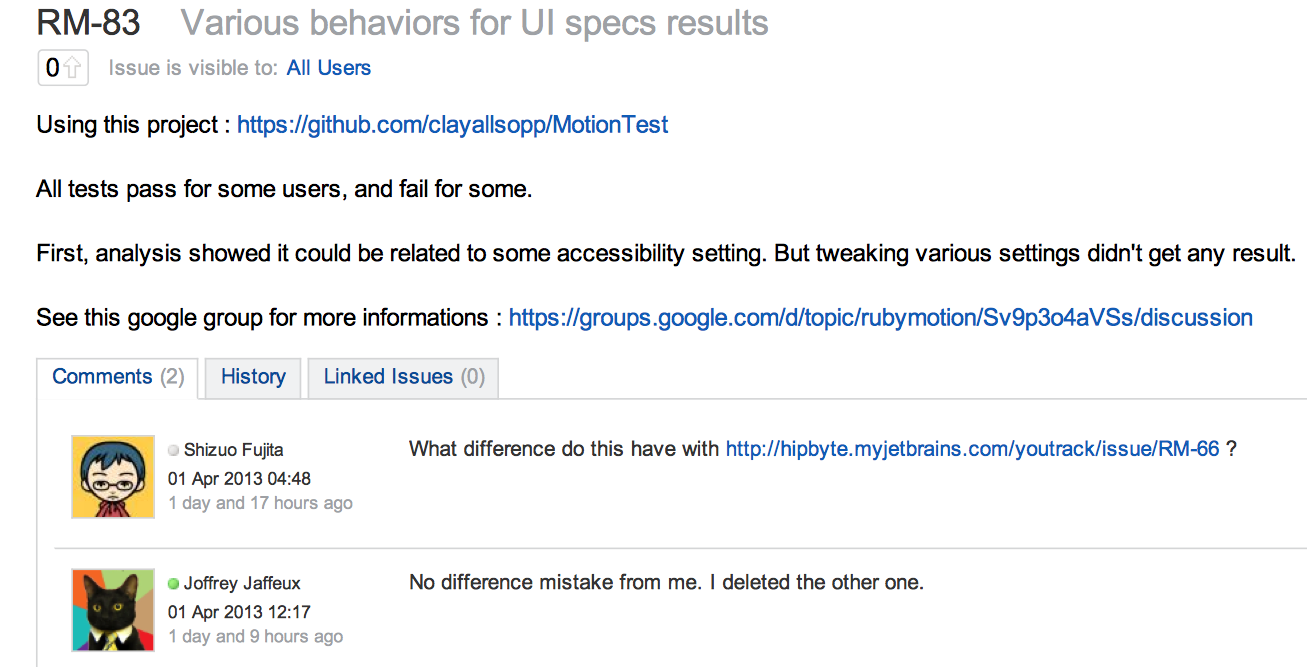 RM-83 Various behaviors for UI specs results
0 Issue is visible to: All Users
Using this project : https://github.com/clayallsopp/MotionTest
All tests pass for some users, and fail for some.
First, analysis showed it could be related to some accessibility setting. But tweaking various settings didn't get any result.
See this google group for more informations : https://groups.google.com/d/topic/rubymotion/Sv9p3o4aVSs/discussion
Comments (2) History Linked Issues (0)
Shizuo Fujita What difference do this have with http://hipbyte.myjetbrains.com/youtrack/issue/RM-66 ?
01 Apr 2013 04:48
1 day and 17 hours ago
Joffrey Jaffeux No difference mistake from me. I deleted the other one.
01 Apr 2013 12:17
1 day and 9 hours ago